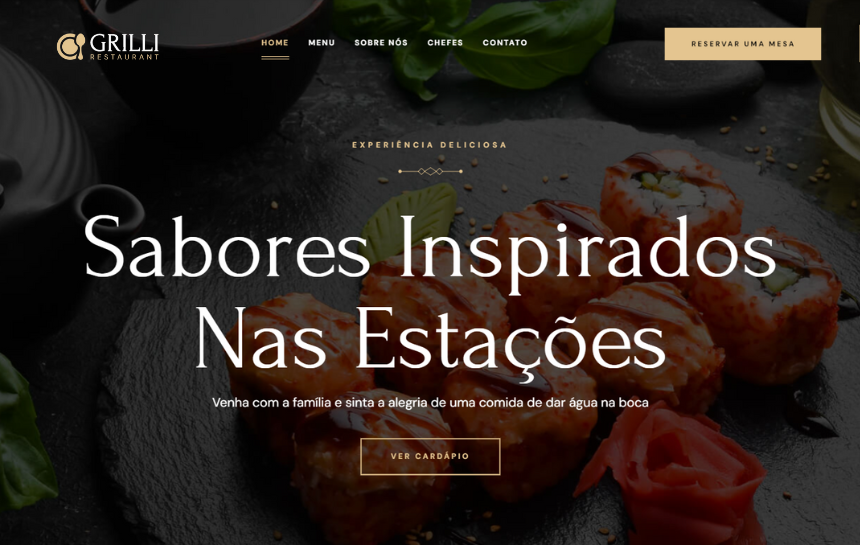 GRILLI
RESTAURANT
HOME MENU SOBRE NÓS CHEFES CONTATO
RESERVAR UMA MESA
EXPERIÊNCIA DELICIOSA
Sabores Inspirados
Nas Estações
Venha com a família e sinta a alegria de uma comida de dar água na boca
VER CARDÁPIO